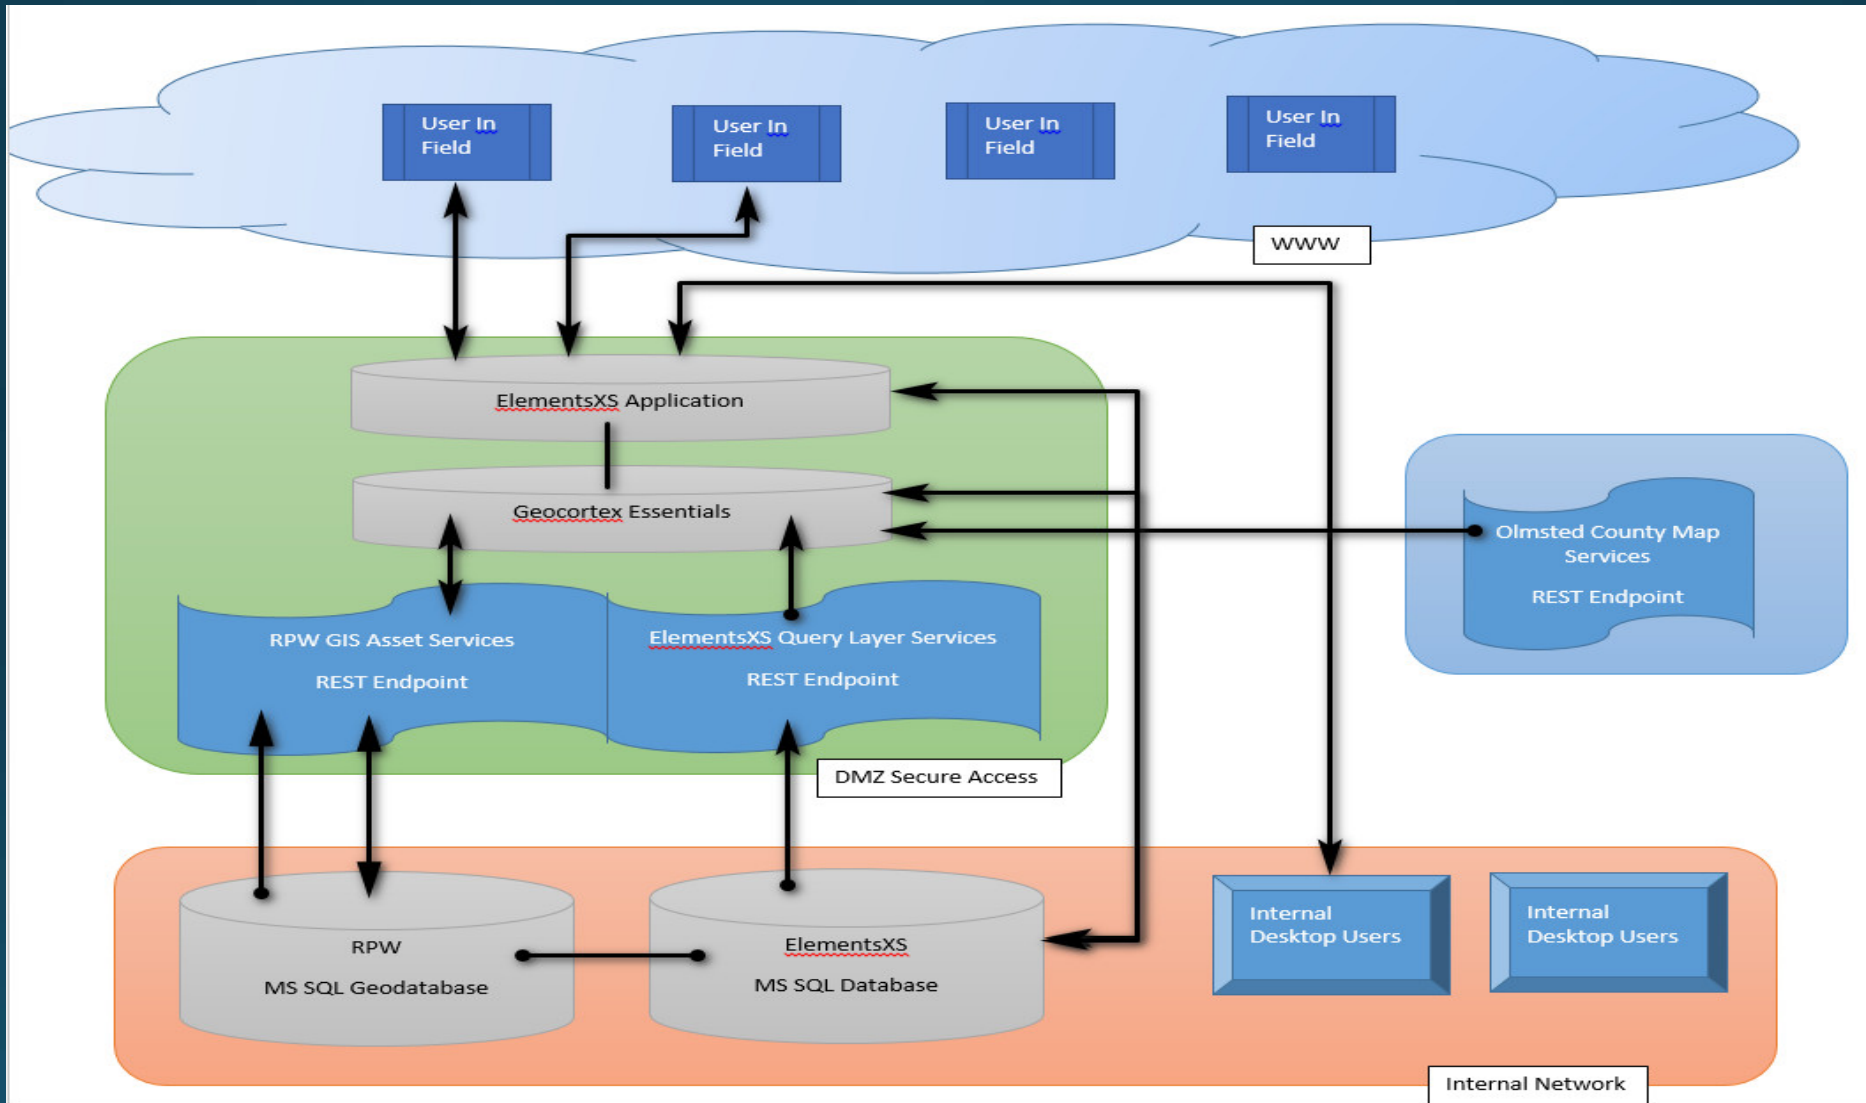 User In
Field
User In
Field
User In
Field
User In
Field
WWW
ElementsXS Application
Geocortex Essentials
RPW GIS Asset Services
REST Endpoint
ElementsXS Query Layer Services
REST Endpoint
Olmsted County Map
Services
REST Endpoint
DMZ Secure Access
RPW
MS SQL Geodatabase
ElementsXS
MS SQL Database
Internal
Desktop Users
Internal
Desktop Users
Internal Network